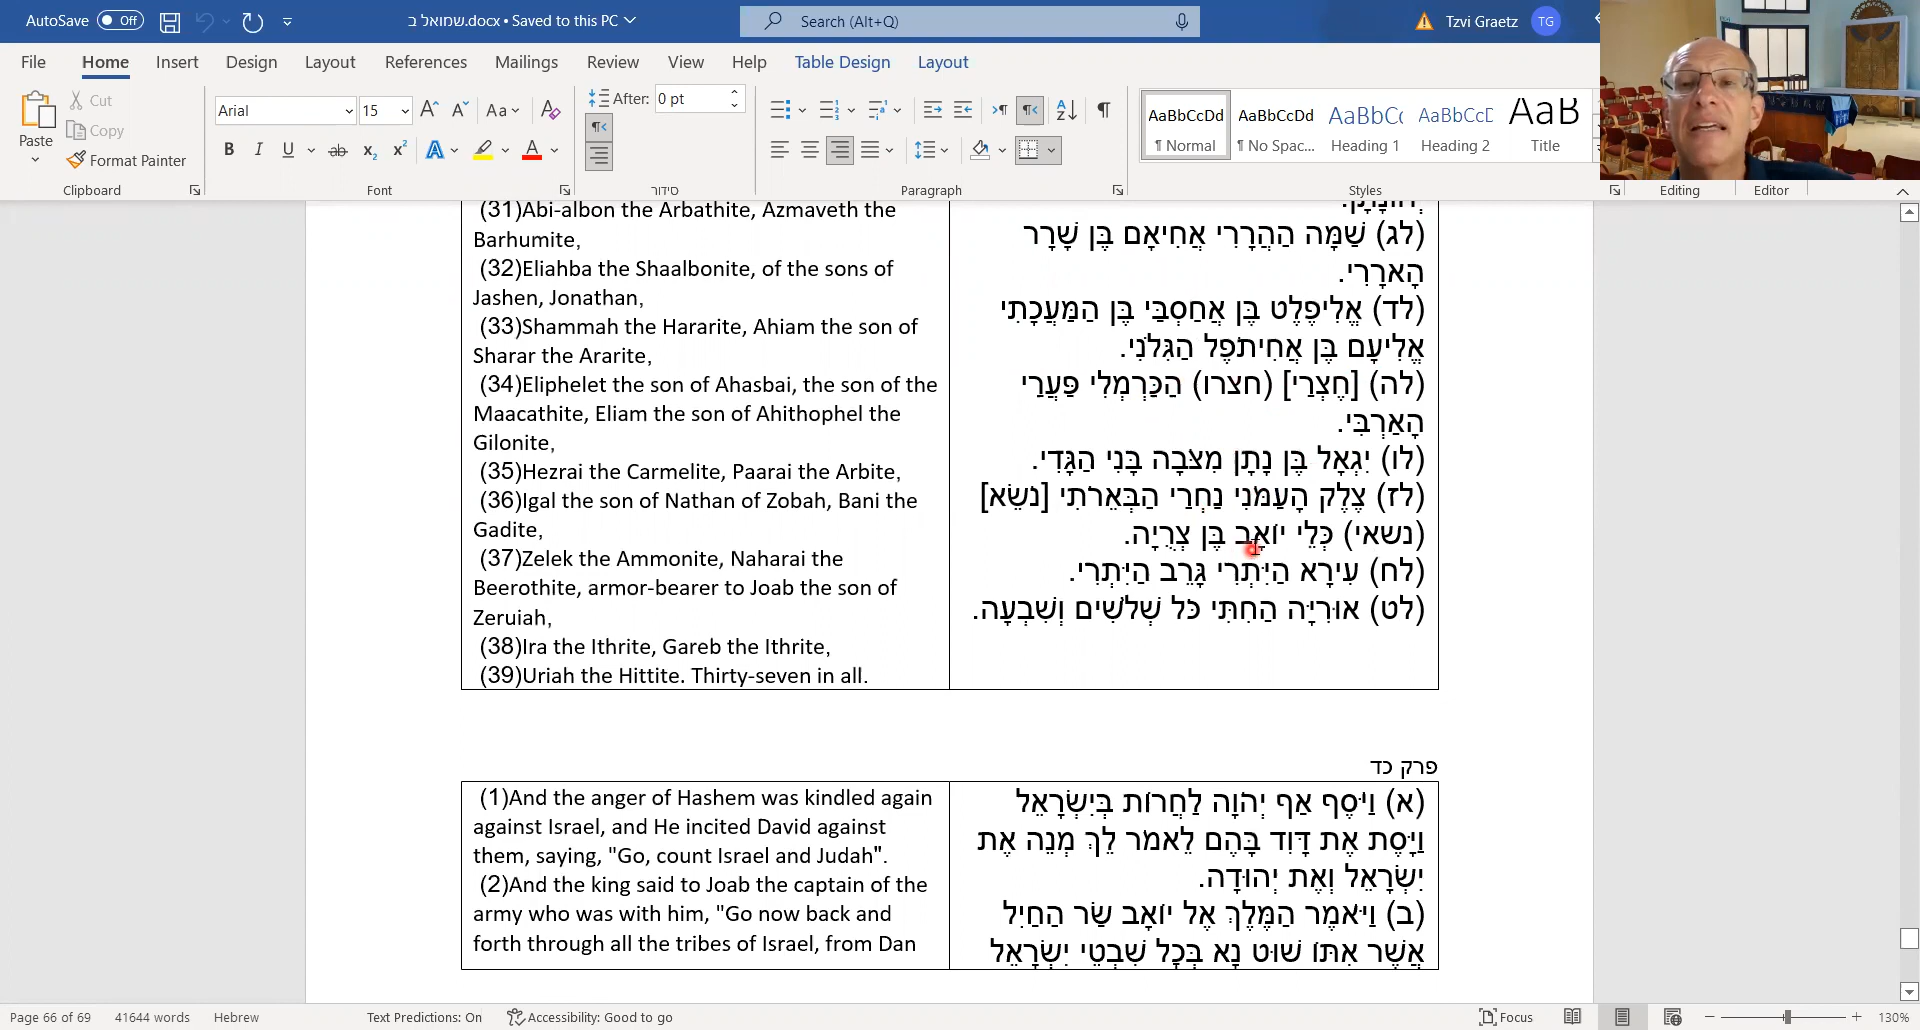 AutoSave Off שמואל ב.docx • Saved to this PC Search (Alt+Q) Tzvi Graetz TG
File Home Insert Design Layout References Mailings Review View Help Table Design Layout
Paste Cut Copy Format Painter
Arial 15 After: 0 pt
AaBbCcDd AaBbCcDd AaBbCc AaBbCcD AaB
¶ Normal ¶ No Spac... Heading 1 Heading 2 Title
Clipboard Font סידור Paragraph Styles Editing Editor
(31)Abi-albon the Arbathite, Azmaveth the
Barhumite,
(32)Eliahba the Shaalbonite, of the sons of
Jashen, Jonathan,
(33)Shammah the Hararite, Ahiam the son of
Sharar the Ararite,
(34)Eliphelet the son of Ahasbai, the son of the
Maacathite, Eliam the son of Ahithophel the
Gilonite,
(35)Hezrai the Carmelite, Paarai the Arbite,
(36)Igal the son of Nathan of Zobah, Bani the
Gadite,
(37)Zelek the Ammonite, Naharai the
Beerothite, armor-bearer to Joab the son of
Zeruiah,
(38)Ira the Ithrite, Gareb the Ithrite,
(39)Uriah the Hittite. Thirty-seven in all.
(לג) שַׁמָּה הַהֲרָרִי אֲחִיאָם בֶּן שָׁרָר
הָארָרִי.
(לד) אֱלִיפֶלֶט בֶּן אֲחַסְבַּי בֶּן הַמַּעֲכָתִי
אֱלִיעָם בֶּן אֲחִיתֹפֶל הַגִּלֹנִי.
(לה) [חֶצְרַי] (חצרו) הַכַּרְמְלִי פַּעֲרַי
הָאַרְבִּי.
(לו) יִגְאָל בֶּן נָתָן מִצֹּבָה בָּנִי הַגָּדִי.
(לז) צֶלֶק הָעַמֹּנִי נַחְרַי הַבְּאֵרֹתִי [נֹשֵׂא]
(נשאי) כְּלֵי יוֹאָב בֶּן צְרֻיָה.
(לח) עִירָא הַיִּתְרִי גָּרֵב הַיִּתְרִי.
(לט) אוּרִיָּה הַחִתִּי כֹּל שְׁלֹשִׁים וְשִׁבְעָה.
פרק כד
(1)And the anger of Hashem was kindled again
against Israel, and He incited David against
them, saying, "Go, count Israel and Judah".
(2)And the king said to Joab the captain of the
army who was with him, "Go now back and
forth through all the tribes of Israel, from Dan
(א) וַיֹּסֶף אַף יְהֹוָה לַחֲרוֹת בְּיִשְׂרָאֵל
וַיָּסֶת אֶת דָּוִד בָּהֶם לֵאמֹר לֵךְ מְנֵה אֶת
יִשְׂרָאֵל וְאֶת יְהוּדָה.
(ב) וַיֹּאמֶר הַמֶּלֶךְ אֶל יוֹאָב שַׂר הַחַיִל
אֲשֶׁר אִתּוֹ שׁוּט נָא בְּכָל שִׁבְטֵי יִשְׂרָאֵל
Page 66 of 69 41644 words Hebrew Text Predictions: On Accessibility: Good to go Focus 130%